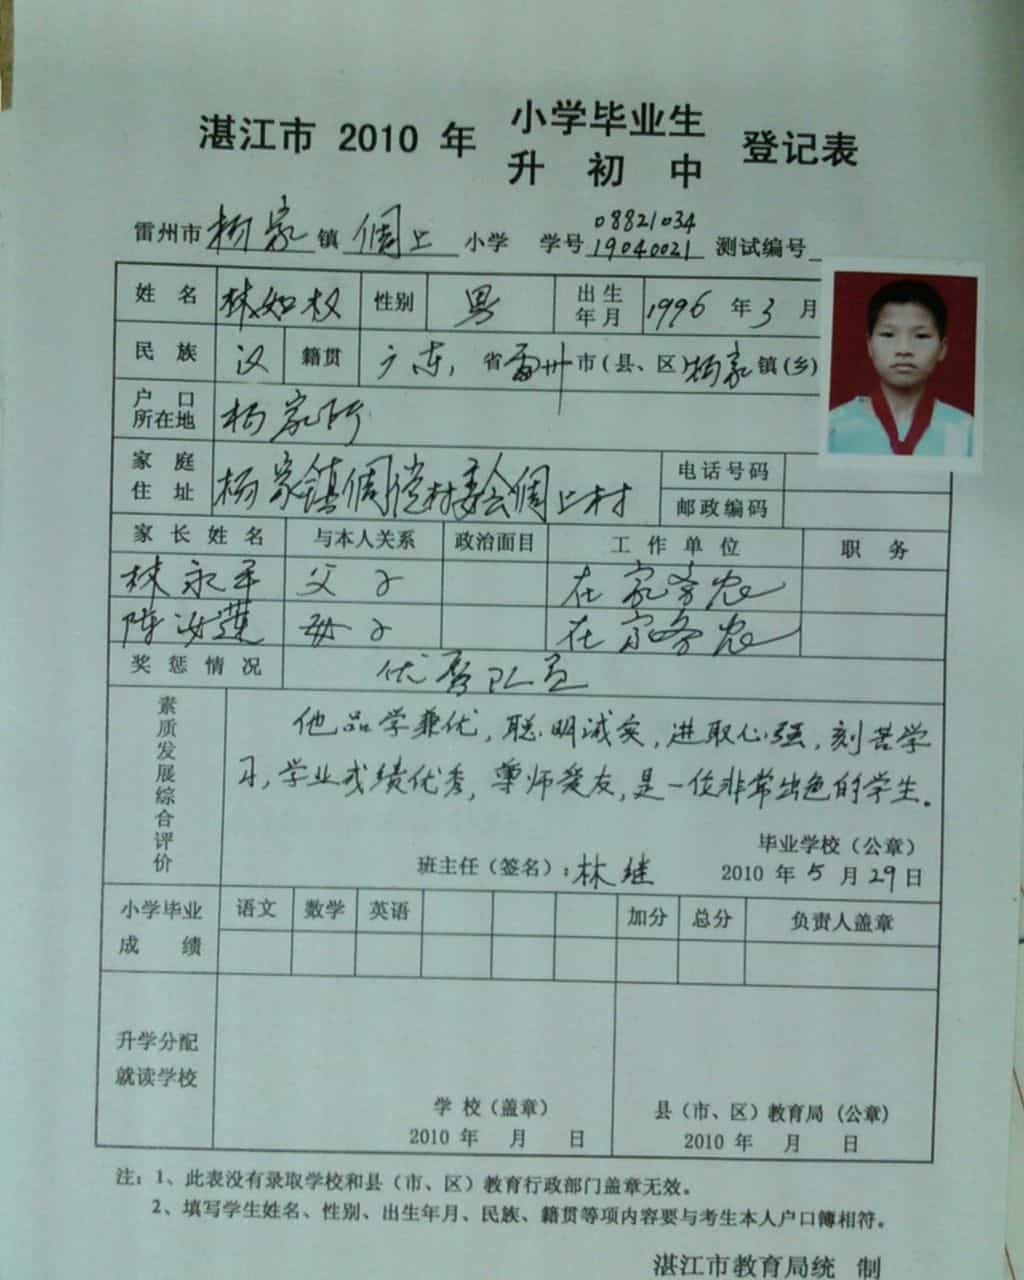 湛江市 2010 年 小学毕业生 登记表
升 初 中
雷州市 杨家 镇 倜上 小学 学号 08821034 19040021 测试编号
姓 名 林如权 性别 男 出生年月 1996 年 3 月
民 族 汉 籍贯 广东 省 雷州 市(县、区) 杨家 镇(乡)
户 口 所在地 杨家
家 庭 住 址 杨家镇 村委会 上村 电话号码
邮政编码
家 长 姓 名 与本人关系 政治面目 工 作 单 位 职 务
林永平 父子 在家务农
陈汝莲 母子 在家务农
奖 惩 情 况 优秀队员
素质发展综合评价
他品学兼优,聪明诚实,进取心强,刻苦学
习,学业成绩优秀,尊师爱友,是一位非常出色的学生。
毕业学校(公章)
班主任(签名):林继 2010 年 5 月 29 日
小学毕业 语文 数学 英语 加分 总分 负责人盖章
成 绩
升学分配
就读学校
学 校(盖章) 县(市、区)教育局(公章)
2010 年 月 日 2010 年 月 日
注:1、此表没有录取学校和县(市、区)教育行政部门盖章无效。
2、填写学生姓名、性别、出生年月、民族、籍贯等项内容要与考生本人户口簿相符。
湛江市教育局统 制